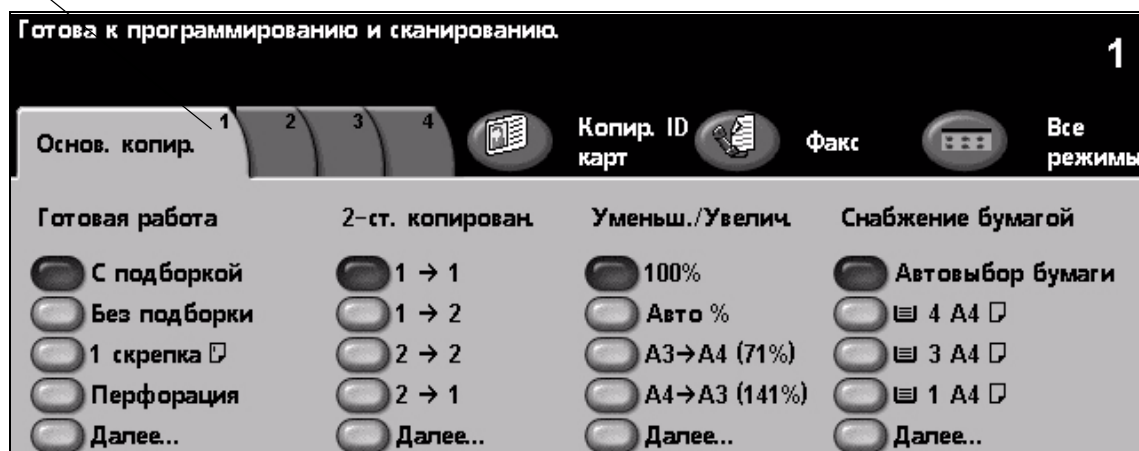 Готова к программированию и сканированию.
1
Основ. копир.
1
2
3
4
Копир. ID
карт
Факс
Все
режимы
Готовая работа
С подборкой
Без подборки
1 скрепка
Перфорация
Далее...
2-ст. копирован.
1 → 1
1 → 2
2 → 2
2 → 1
Далее...
Уменьш./Увелич.
100%
Авто %
A3→A4 (71%)
A4→A3 (141%)
Далее...
Снабжение бумагой
Автовыбор бумаги
4 A4
3 A4
1 A4
Далее...